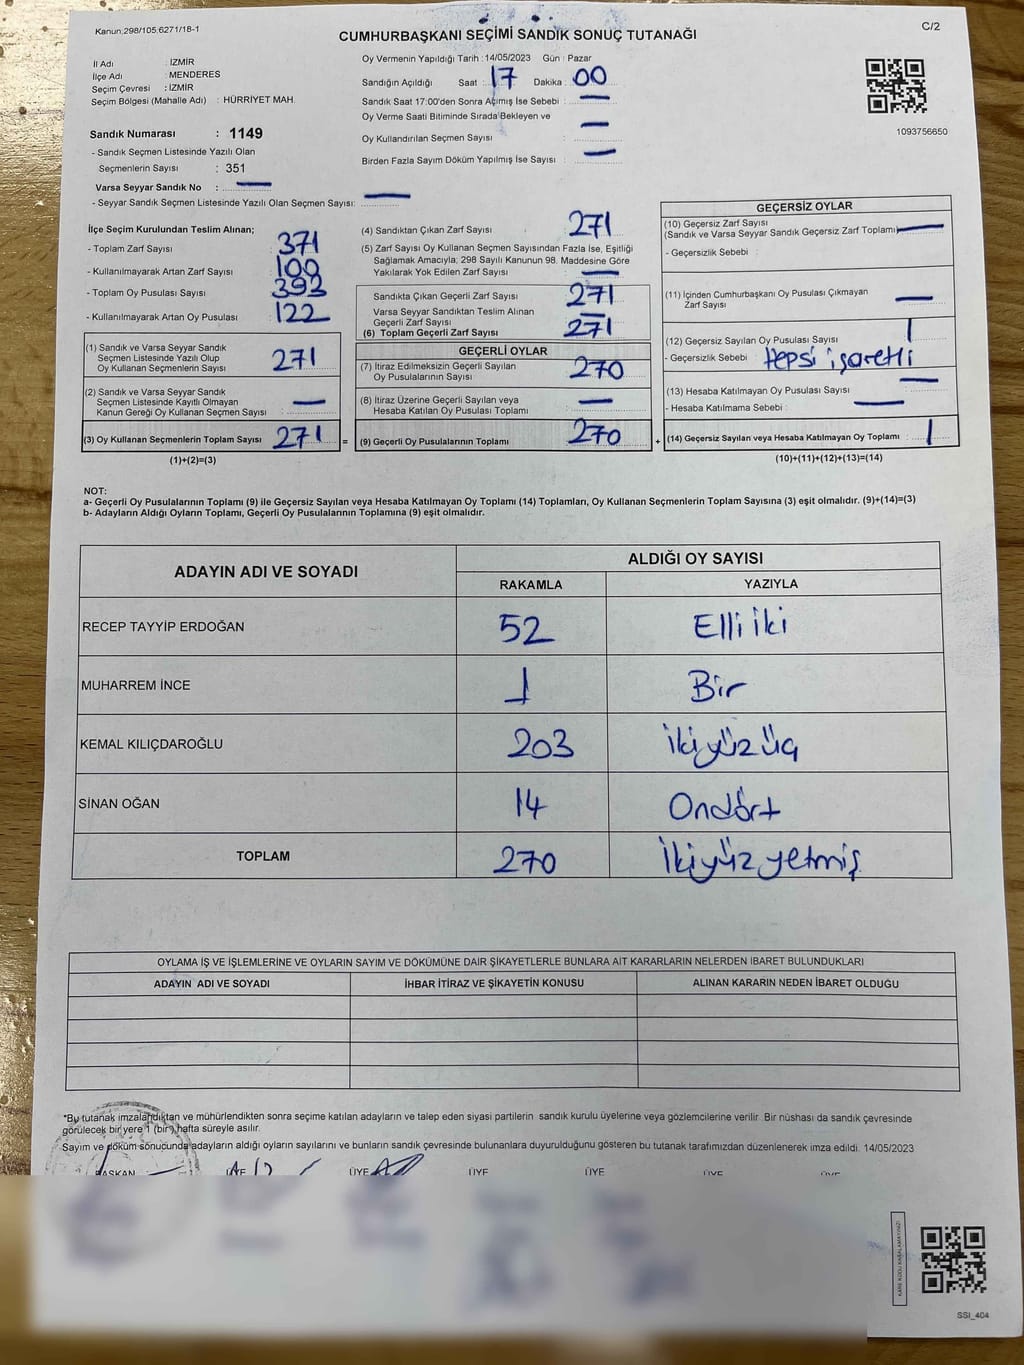 Kanun:298/105;6271/18-1
C/2
CUMHURBAŞKANI SEÇİMİ SANDIK SONUÇ TUTANAĞI
İl Adı : İZMİR
İlçe Adı : MENDERES
Seçim Çevresi : İZMİR
Seçim Bölgesi (Mahalle Adı) : HÜRRİYET MAH.
Sandık Numarası : 1149
- Sandık Seçmen Listesinde Yazılı Olan
Seçmenlerin Sayısı : 351
Varsa Seyyar Sandık No : —
- Seyyar Sandık Seçmen Listesinde Yazılı Olan Seçmen Sayısı: —
Oy Vermenin Yapıldığı Tarih : 14/05/2023 Gün : Pazar
Sandığın Açıldığı Saat : 17 Dakika : 00
Sandık Saat 17:00'den Sonra Açılmış İse Sebebi : —
Oy Verme Saati Bitiminde Sırada Bekleyen ve
Oy Kullandırılan Seçmen Sayısı : —
Birden Fazla Sayım Döküm Yapılmış İse Sayısı : —
1093756650
İlçe Seçim Kurulundan Teslim Alınan;
- Toplam Zarf Sayısı : 371
- Kullanılmayarak Artan Zarf Sayısı : 100
- Toplam Oy Pusulası Sayısı : 393
- Kullanılmayarak Artan Oy Pusulası : 122
(1) Sandık ve Varsa Seyyar Sandık
Seçmen Listesinde Yazılı Olup
Oy Kullanan Seçmenlerin Sayısı : 271
(2) Sandık ve Varsa Seyyar Sandık
Seçmen Listesinde Kayıtlı Olmayan
Kanun Gereği Oy Kullanan Seçmen Sayısı : —
(3) Oy Kullanan Seçmenlerin Toplam Sayısı : 271 =
(1)+(2)=(3)
(4) Sandıktan Çıkan Zarf Sayısı : 271
(5) Zarf Sayısı Oy Kullanan Seçmen Sayısından Fazla İse, Eşitliği
Sağlamak Amacıyla; 298 Sayılı Kanunun 98. Maddesine Göre
Yakılarak Yok Edilen Zarf Sayısı : —
Sandıkta Çıkan Geçerli Zarf Sayısı : 271
Varsa Seyyar Sandıktan Teslim Alınan
Geçerli Zarf Sayısı : —
(6) Toplam Geçerli Zarf Sayısı : 271
GEÇERLİ OYLAR
(7) İtiraz Edilmeksizin Geçerli Sayılan
Oy Pusulalarının Sayısı : 270
(8) İtiraz Üzerine Geçerli Sayılan veya
Hesaba Katılan Oy Pusulaları Toplamı : —
(9) Geçerli Oy Pusulalarının Toplamı : 270 +
GEÇERSİZ OYLAR
(10) Geçersiz Zarf Sayısı
(Sandık ve Varsa Seyyar Sandık Geçersiz Zarf Toplamı) —
- Geçersizlik Sebebi :
(11) İçinden Cumhurbaşkanı Oy Pusulası Çıkmayan
Zarf Sayısı : —
(12) Geçersiz Sayılan Oy Pusulası Sayısı : 1
- Geçersizlik Sebebi : Hepsi işaretli
(13) Hesaba Katılmayan Oy Pusulası Sayısı : —
- Hesaba Katılmama Sebebi : —
(14) Geçersiz Sayılan veya Hesaba Katılmayan Oy Toplamı : 1
(10)+(11)+(12)+(13)=(14)
NOT:
a- Geçerli Oy Pusulalarının Toplamı (9) ile Geçersiz Sayılan veya Hesaba Katılmayan Oy Toplamı (14) Toplamları, Oy Kullanan Seçmenlerin Toplam Sayısına (3) eşit olmalıdır. (9)+(14)=(3)
b- Adayların Aldığı Oyların Toplamı, Geçerli Oy Pusulalarının Toplamına (9) eşit olmalıdır.
ADAYIN ADI VE SOYADI
ALDIĞI OY SAYISI
RAKAMLA YAZIYLA
RECEP TAYYİP ERDOĞAN 52 Elli iki
MUHARREM İNCE 1 Bir
KEMAL KILIÇDAROĞLU 203 ikiyüz üç
SİNAN OĞAN 14 Ondört
TOPLAM 270 ikiyüz yetmiş
OYLAMA İŞ VE İŞLEMLERİNE VE OYLARIN SAYIM VE DÖKÜMÜNE DAİR ŞİKAYETLERLE BUNLARA AİT KARARLARIN NELERDEN İBARET BULUNDUKLARI
ADAYIN ADI VE SOYADI İHBAR İTİRAZ VE ŞİKAYETİN KONUSU ALINAN KARARIN NEDEN İBARET OLDUĞU
*Bu tutanak imzalandıktan ve mühürlendikten sonra seçime katılan adayların ve talep eden siyasi partilerin sandık kurulu üyelerine veya gözlemcilerine verilir. Bir nüshası da sandık çevresinde
görülecek bir yere 1 (bir) hafta süreyle asılır.
Sayım ve döküm sonucunda adayların aldığı oyların sayılarını ve bunların sandık çevresinde bulunanlara duyurulduğunu gösteren bu tutanak tarafımızdan düzenlenerek imza edildi. 14/05/2023
BAŞKAN ÜYE ÜYE ÜYE ÜYE ÜYE ÜYE
KARE KODU KARALAMAYINIZ!
SSI_404